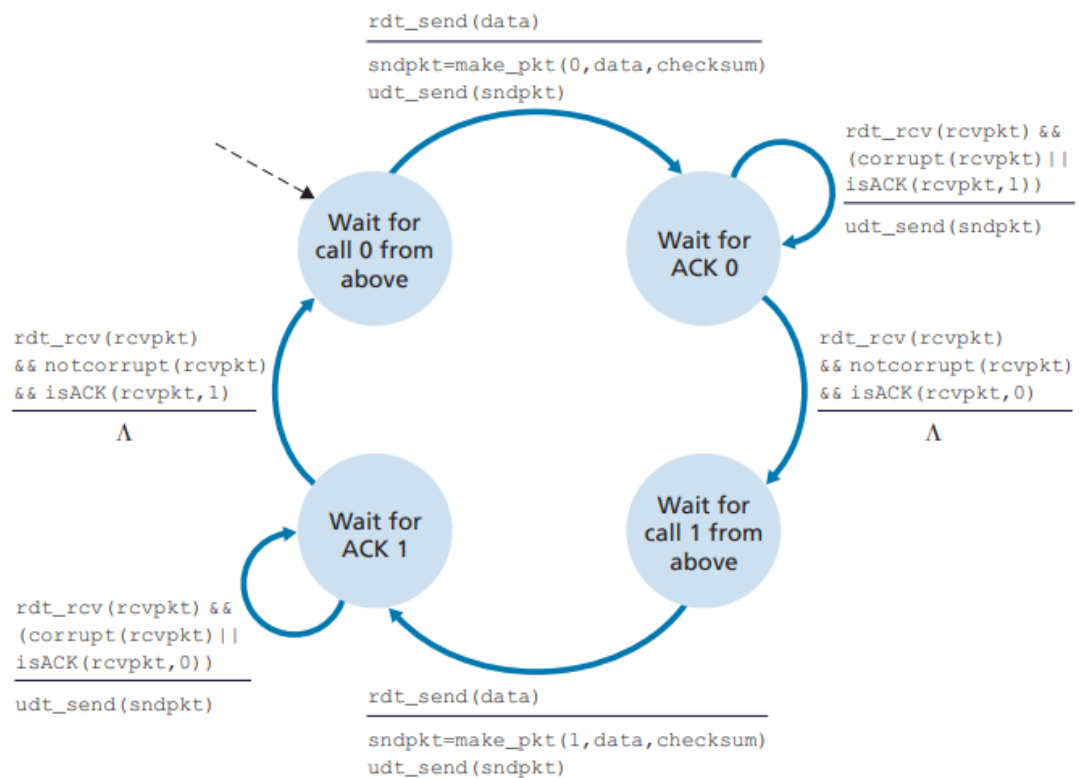 rdt_send(data)
sndpkt=make_pkt(0,data,checksum)
udt_send(sndpkt)
rdt_rcv(rcvpkt) &&
(corrupt(rcvpkt)||
isACK(rcvpkt,1))
udt_send(sndpkt)
Wait for
call 0 from
above
Wait for
ACK 0
rdt_rcv(rcvpkt)
&& notcorrupt(rcvpkt)
&& isACK(rcvpkt,1)
Λ
rdt_rcv(rcvpkt)
&& notcorrupt(rcvpkt)
&& isACK(rcvpkt,0)
Λ
Wait for
ACK 1
Wait for
call 1 from
above
rdt_rcv(rcvpkt) &&
(corrupt(rcvpkt)||
isACK(rcvpkt,0))
udt_send(sndpkt)
rdt_send(data)
sndpkt=make_pkt(1,data,checksum)
udt_send(sndpkt)